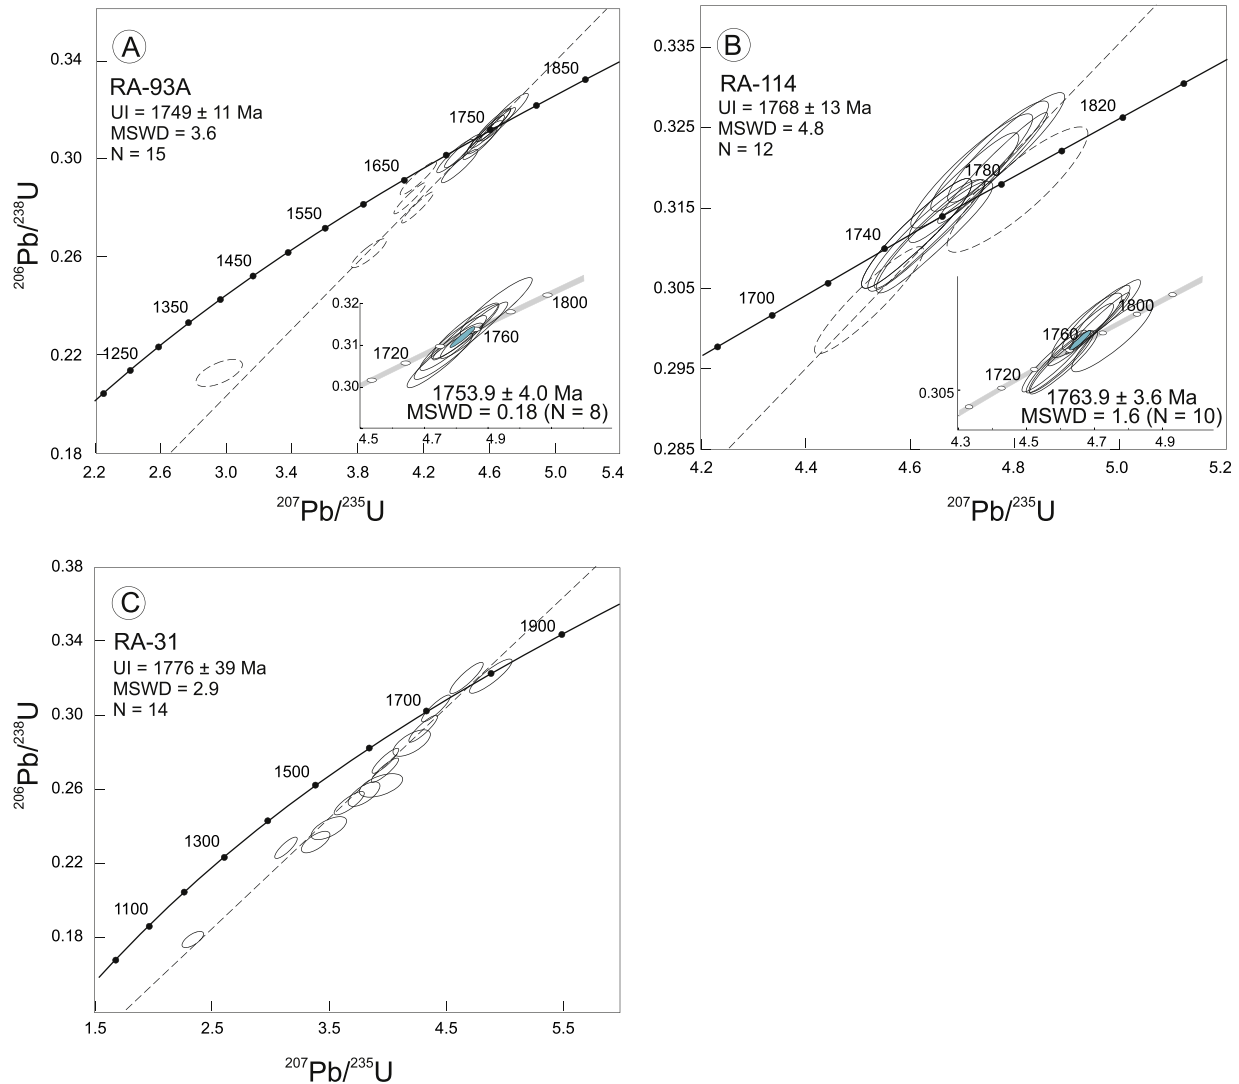 A
RA-93A
UI = 1749 ± 11 Ma
MSWD = 3.6
N = 15
0.34
0.30
0.26
0.22
0.18
206Pb/238U
1850
1750
1650
1550
1450
1350
1250
0.32
0.31
0.30
1800
1760
1720
1753.9 ± 4.0 Ma
MSWD = 0.18 (N = 8)
4.5 4.7 4.9
2.2 2.6 3.0 3.4 3.8 4.2 4.6 5.0 5.4
207Pb/235U
B
RA-114
UI = 1768 ± 13 Ma
MSWD = 4.8
N = 12
0.335
0.325
0.315
0.305
0.295
0.285
1820
1780
1740
1700
1800
1760
1720
0.305
1763.9 ± 3.6 Ma
MSWD = 1.6 (N = 10)
4.3 4.5 4.7 4.9
4.2 4.4 4.6 4.8 5.0 5.2
207Pb/235U
C
RA-31
UI = 1776 ± 39 Ma
MSWD = 2.9
N = 14
0.38
0.34
0.30
0.26
0.22
0.18
206Pb/238U
1900
1700
1500
1300
1100
1.5 2.5 3.5 4.5 5.5
207Pb/235U